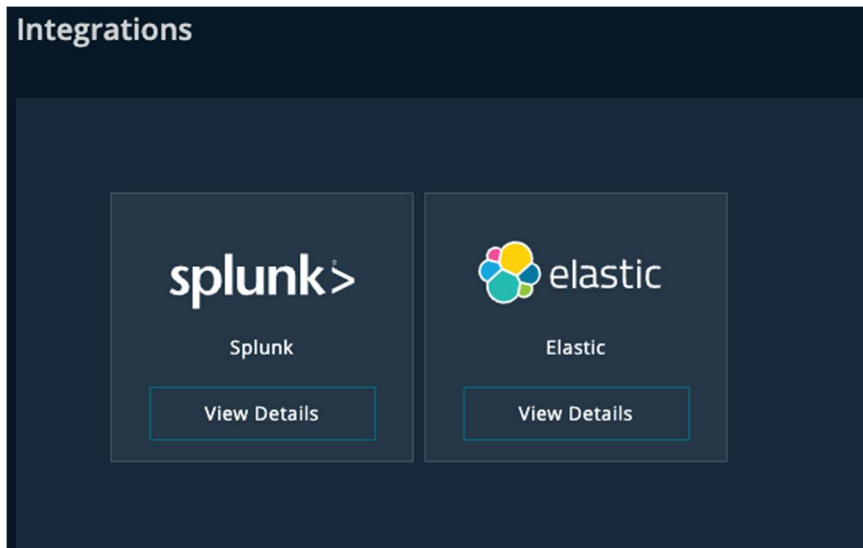 Integrations
splunk>
elastic
Splunk
Elastic
View Details
View Details